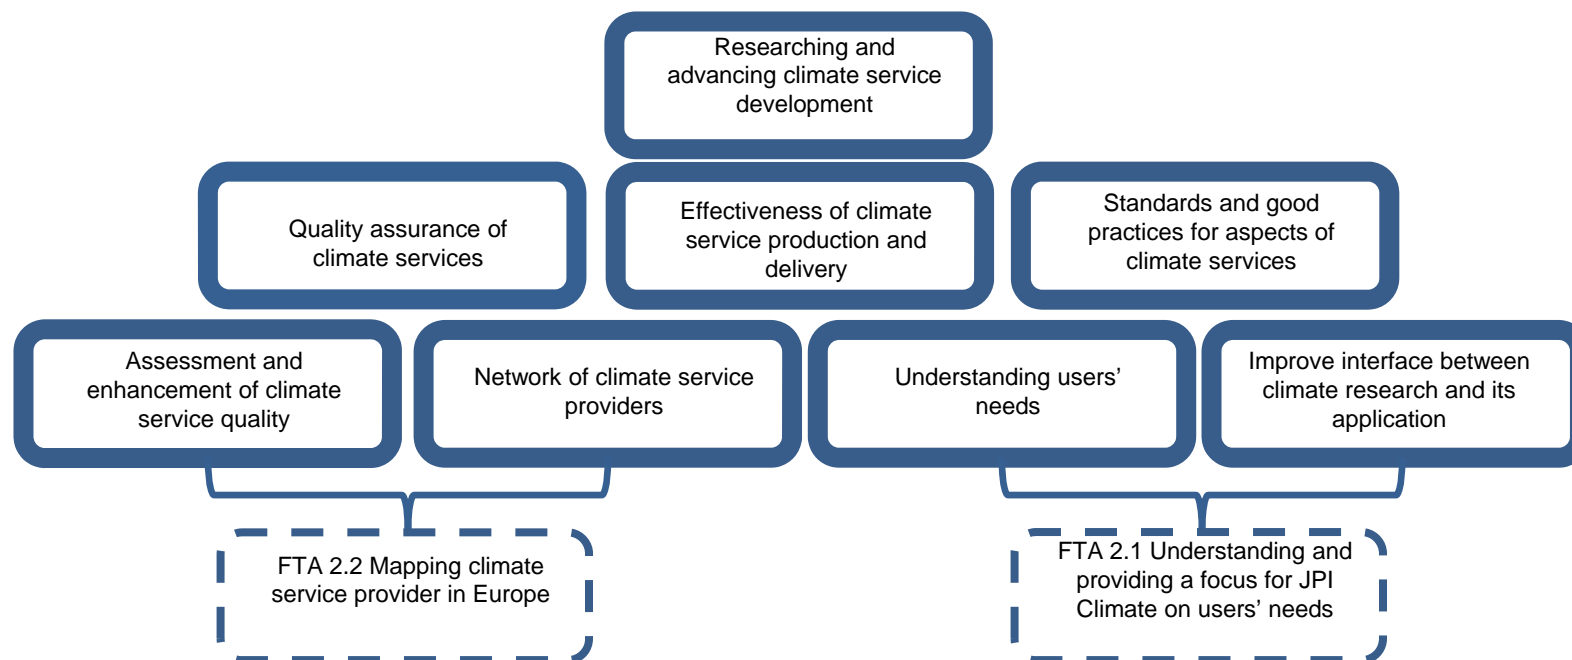 Researching and
advancing climate service
development
Quality assurance of
climate services
Effectiveness of climate
service production and
delivery
Standards and good
practices for aspects of
climate services
Assessment and
enhancement of climate
service quality
Network of climate service
providers
Understanding users’
needs
Improve interface between
climate research and its
application
FTA 2.2 Mapping climate
service provider in Europe
FTA 2.1 Understanding and
providing a focus for JPI
Climate on users’ needs